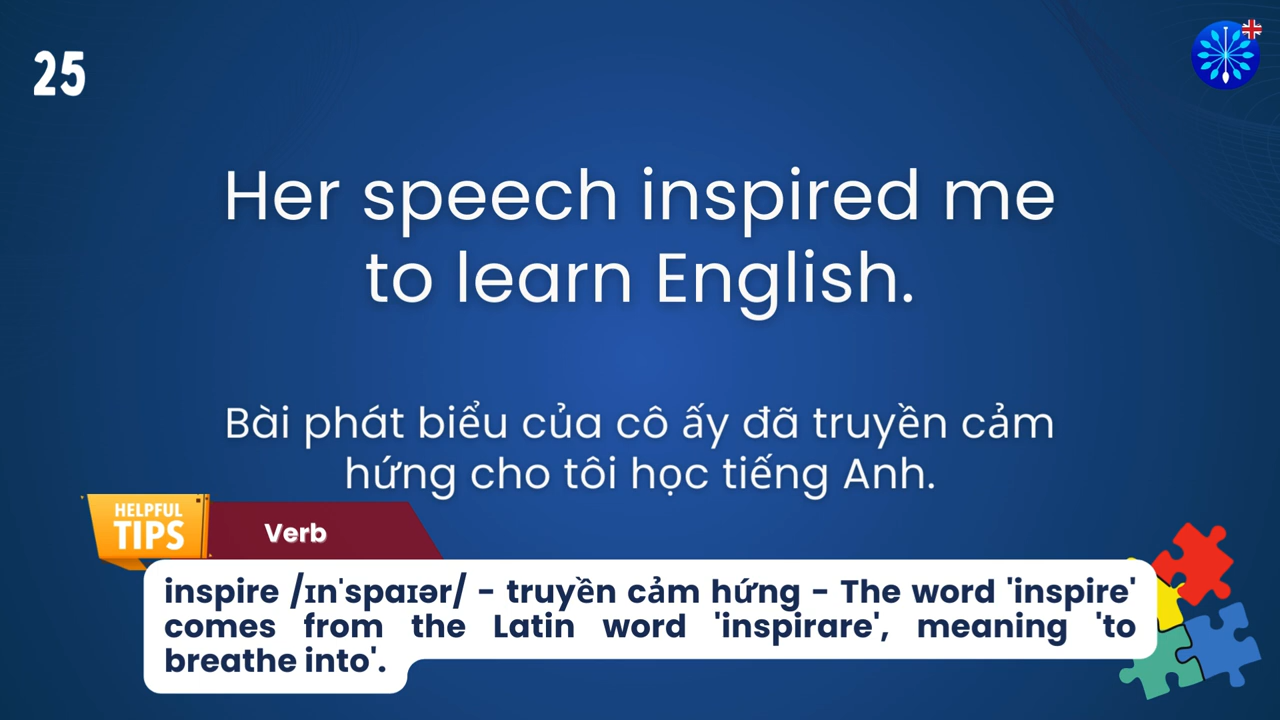 25
Her speech inspired me
to learn English.
Bài phát biểu của cô ấy đã truyền cảm
hứng cho tôi học tiếng Anh.
HELPFUL
TIPS
Verb
inspire /ɪnˈspaɪər/ - truyền cảm hứng - The word 'inspire'
comes from the Latin word 'inspirare', meaning 'to
breathe into'.